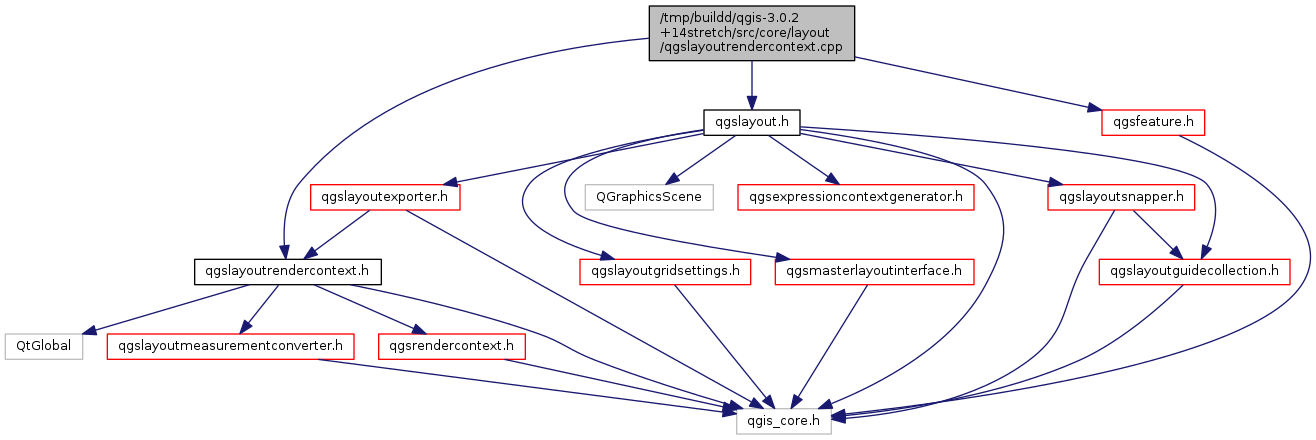 /tmp/buildd/qgis-3.0.2
+14stretch/src/core/layout
/qgslayoutrendercontext.cpp
qgslayout.h
qgsfeature.h
qgslayoutexporter.h
QGraphicsScene
qgsexpressioncontextgenerator.h
qgslayoutsnapper.h
qgslayoutrendercontext.h
qgslayoutgridsettings.h
qgsmasterlayoutinterface.h
qgslayoutguidecollection.h
QtGlobal
qgslayoutmeasurementconverter.h
qgsrendercontext.h
qgis_core.h